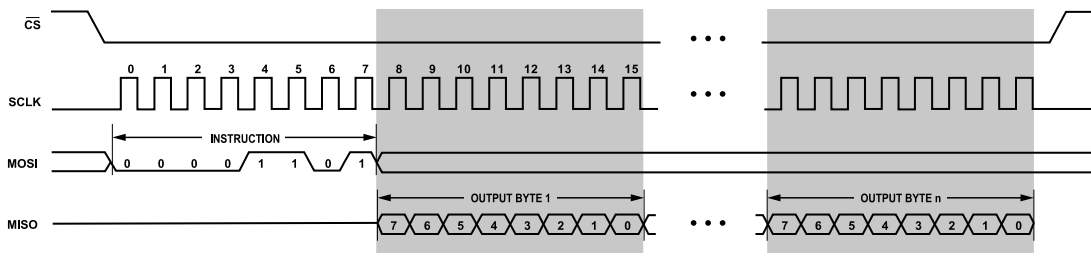 CS
0 1 2 3 4 5 6 7 8 9 10 11 12 13 14 15
SCLK
INSTRUCTION
MOSI 0 0 0 0 1 1 0 1
OUTPUT BYTE 1 OUTPUT BYTE n
MISO 7 6 5 4 3 2 1 0 7 6 5 4 3 2 1 0